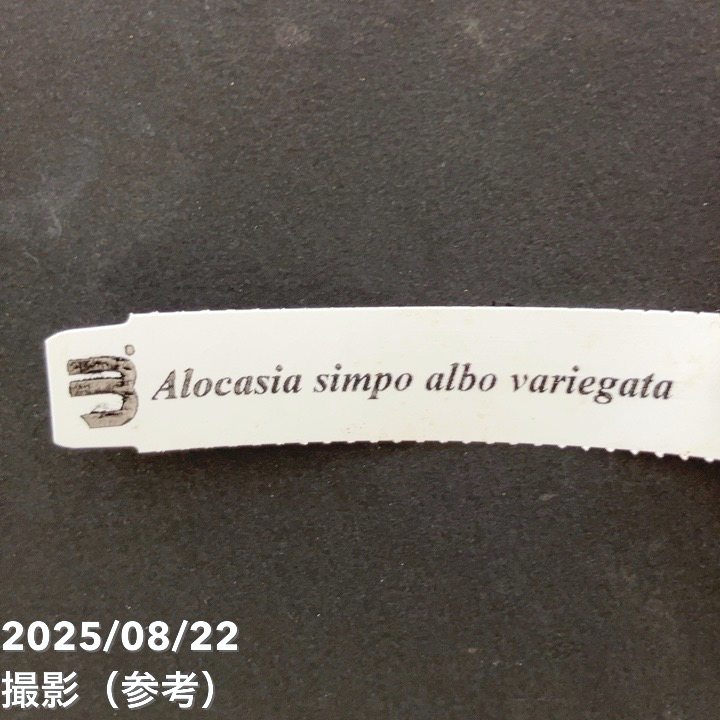 Alocasia simpo albo variegata
2025/08/22
撮影（参考）